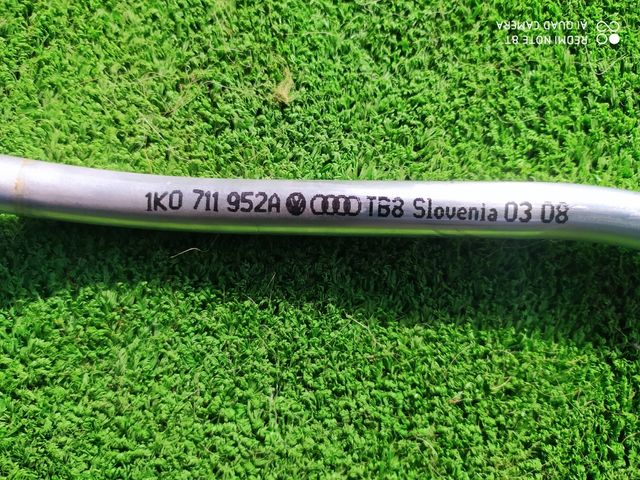 1K0 711 952A TB8 Slovenia 03 08
REDMI NOTE 8T
AI QUAD CAMERA